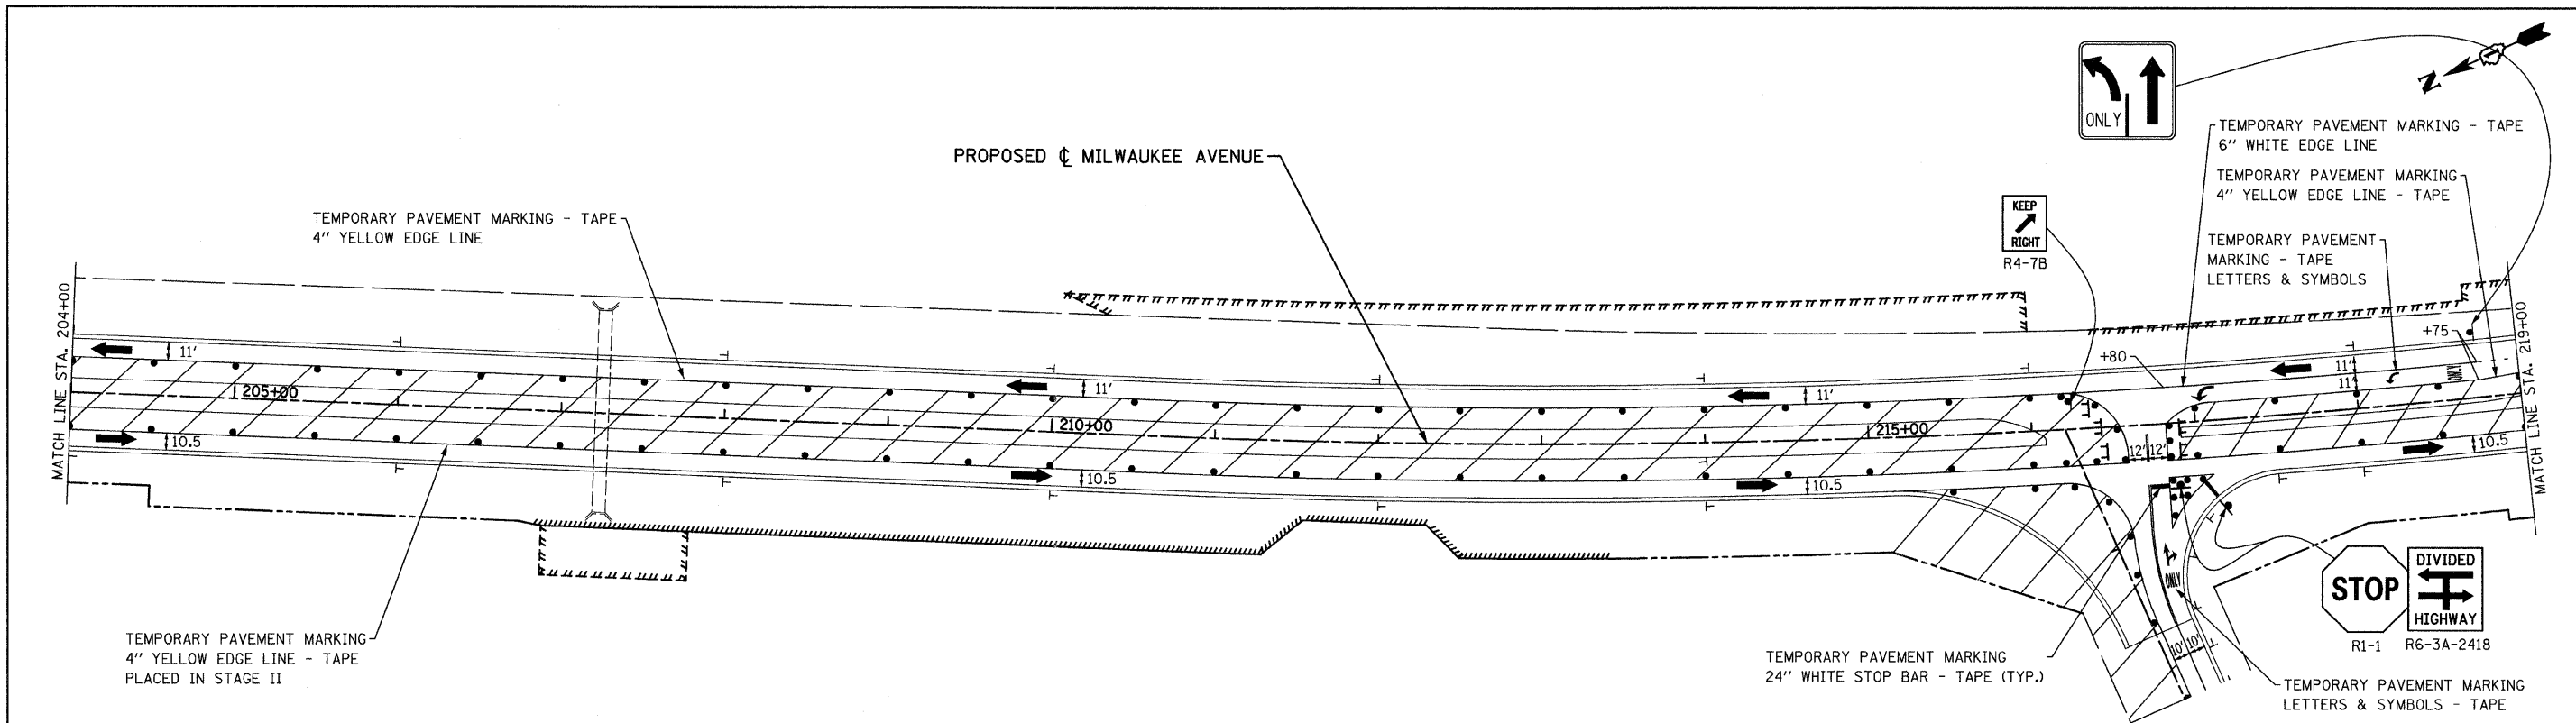 ONLY
N
TEMPORARY PAVEMENT MARKING - TAPE
6" WHITE EDGE LINE
PROPOSED ℄ MILWAUKEE AVENUE
TEMPORARY PAVEMENT MARKING
4" YELLOW EDGE LINE - TAPE
KEEP
RIGHT
R4-7B
TEMPORARY PAVEMENT MARKING - TAPE
4" YELLOW EDGE LINE
TEMPORARY PAVEMENT
MARKING - TAPE
LETTERS & SYMBOLS
MATCH LINE STA. 204+00
11'
11'
11'
+80
11'
11'
+75
ONLY
MATCH LINE STA. 219+00
205+00
210+00
215+00
10.5
10.5
10.5
12'
12'
10.5
ONLY
10'
10'
STOP
R1-1
DIVIDED
HIGHWAY
R6-3A-2418
TEMPORARY PAVEMENT MARKING
4" YELLOW EDGE LINE - TAPE
PLACED IN STAGE II
TEMPORARY PAVEMENT MARKING
24" WHITE STOP BAR - TAPE (TYP.)
TEMPORARY PAVEMENT MARKING
LETTERS & SYMBOLS - TAPE